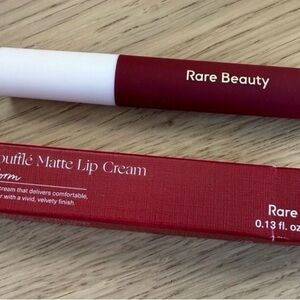 Rare Beauty
oufflé Matte Lip Cream
cream that delivers comfortable,
r with a vivid, velvety finish.
Rare
0.13 fl. oz